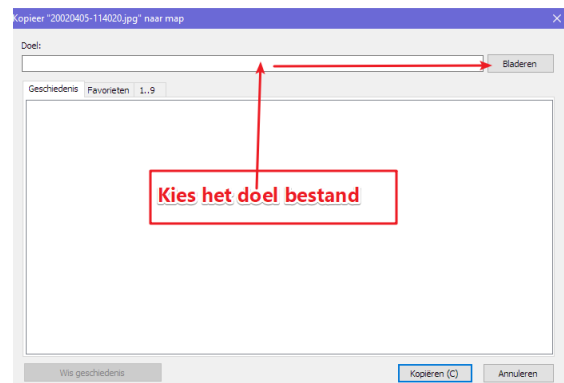 Kopieer "20020405-114020.jpg" naar map
Doel:
Bladeren
Geschiedenis Favorieten 1..9
Kies het doel bestand
Wis geschiedenis Kopiëren (C) Annuleren